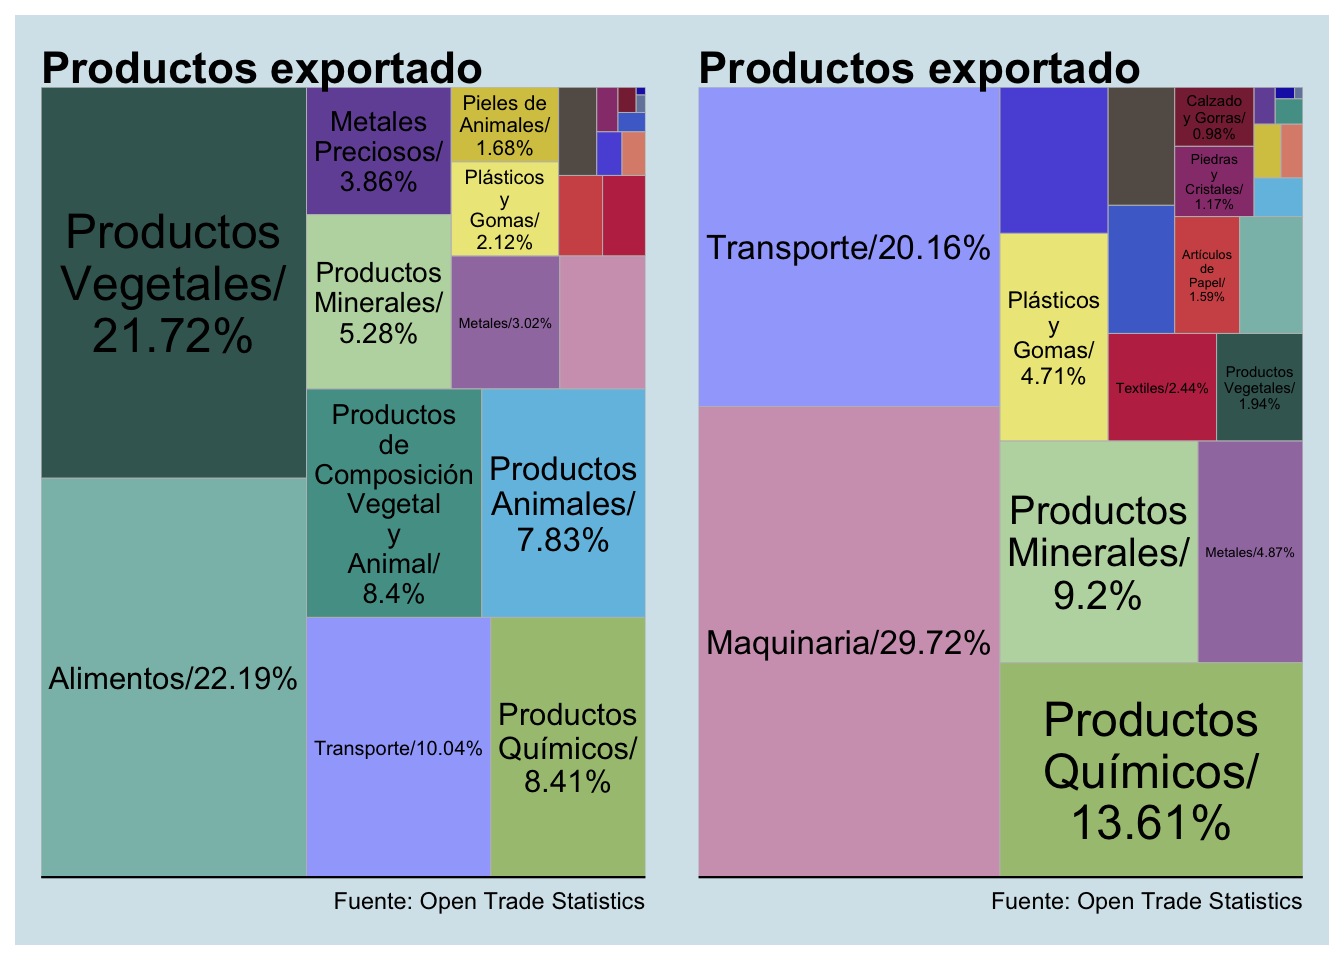 Productos exportado
Productos
Vegetales/
21.72%
Alimentos/22.19%
Metales
Preciosos/
3.86%
Productos
Minerales/
5.28%
Pieles de
Animales/
1.68%
Plásticos
y
Gomas/
2.12%
Metales/3.02%
Productos
de
Composición
Vegetal
y
Animal/
8.4%
Productos
Animales/
7.83%
Transporte/10.04%
Productos
Químicos/
8.41%
Fuente: Open Trade Statistics
Productos exportado
Transporte/20.16%
Maquinaria/29.72%
Plásticos
y
Gomas/
4.71%
Calzado
y Gorras/
0.98%
Piedras
y
Cristales/
1.17%
Artículos
de
Papel/
1.59%
Textiles/2.44%
Productos
Vegetales/
1.94%
Productos
Minerales/
9.2%
Metales/4.87%
Productos
Químicos/
13.61%
Fuente: Open Trade Statistics